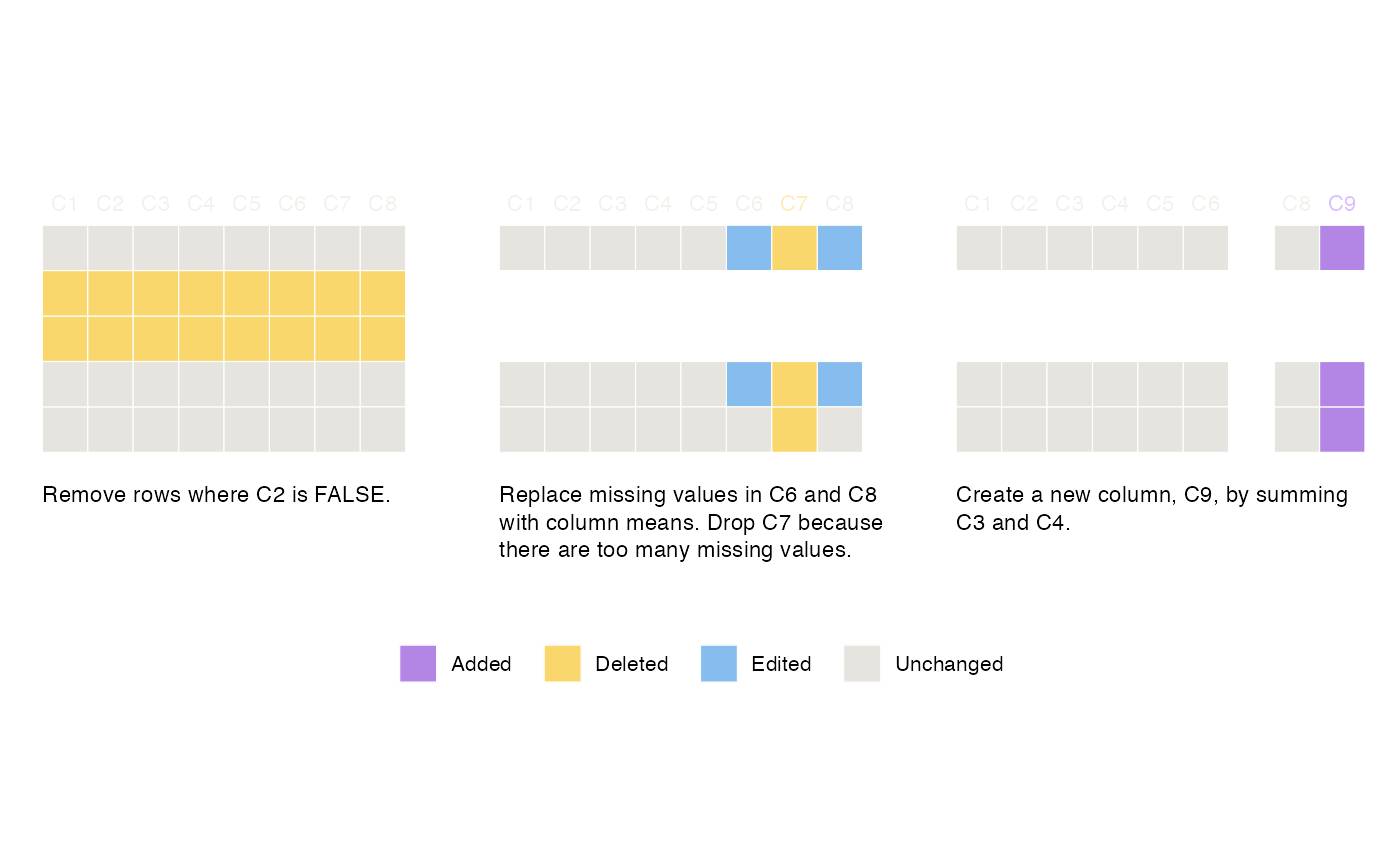 C1 C2 C3 C4 C5 C6 C7 C8
Remove rows where C2 is FALSE.
C1 C2 C3 C4 C5 C6 C7 C8
Replace missing values in C6 and C8
with column means. Drop C7 because
there are too many missing values.
C1 C2 C3 C4 C5 C6 C8 C9
Create a new column, C9, by summing
C3 and C4.
Added Deleted Edited Unchanged